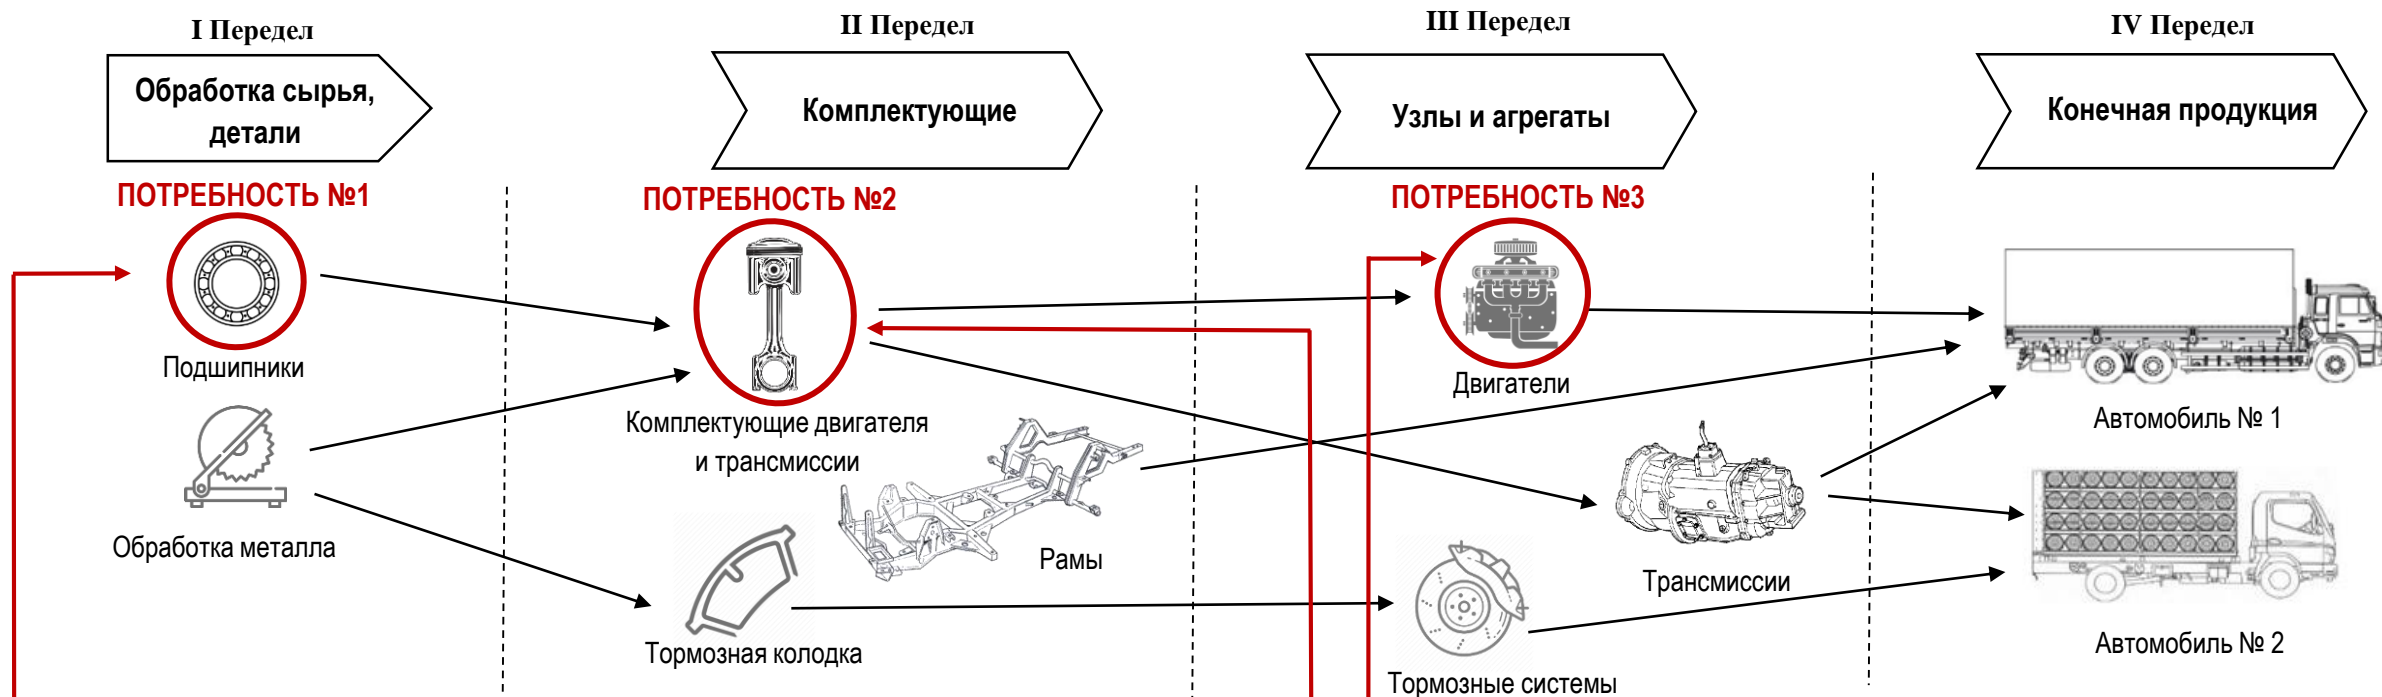 I Передел
II Передел
III Передел
IV Передел
Обработка сырья,
детали
Комплектующие
Узлы и агрегаты
Конечная продукция
ПОТРЕБНОСТЬ №1
ПОТРЕБНОСТЬ №2
ПОТРЕБНОСТЬ №3
Подшипники
Двигатели
Комплектующие двигателя
и трансмиссии
Автомобиль № 1
Обработка металла
Рамы
Трансмиссии
Тормозная колодка
Автомобиль № 2
Тормозные системы